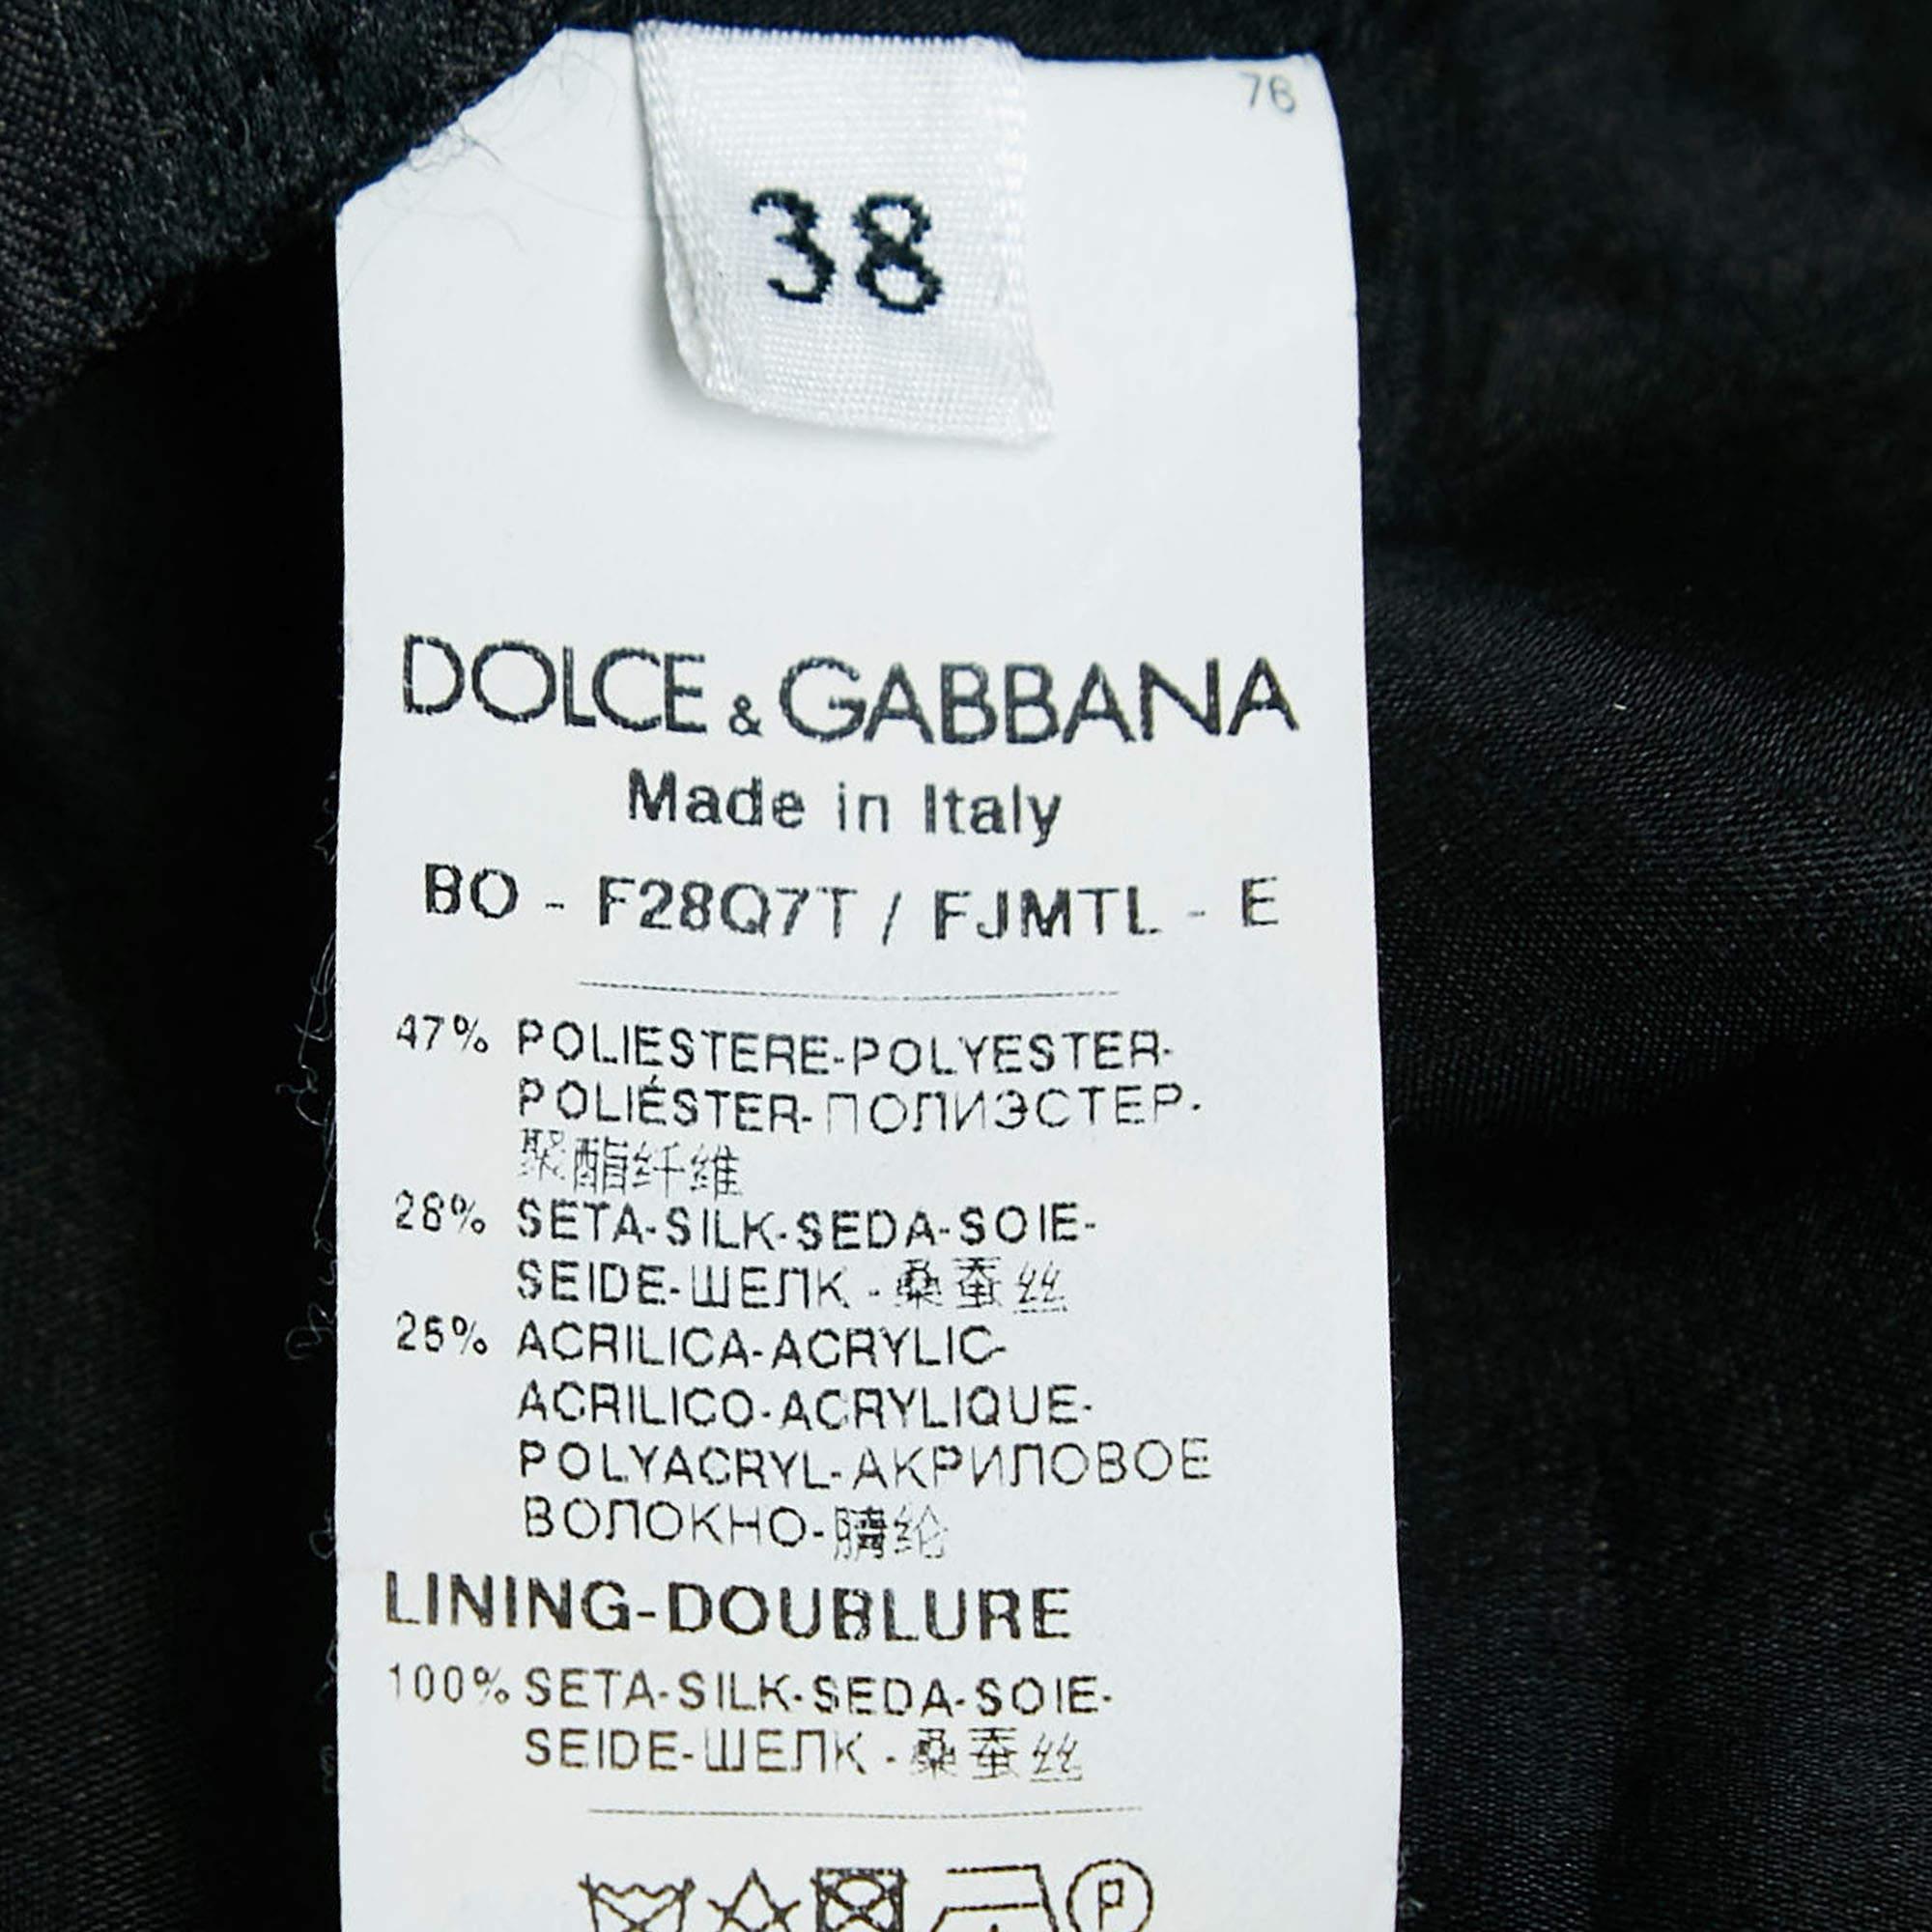 76
38
DOLCE & GABBANA
Made in Italy
BO - F28Q7T / FJMTL - E
47% POLIESTERE-POLYESTER-
POLIÉSTER-ПОЛИЭСТЕР-
聚酯纤维
28% SETA-SILK-SEDA-SOIE-
SEIDE-ШЕЛК-桑蚕丝
25% ACRILICA-ACRYLIC-
ACRILICO-ACRYLIQUE-
POLYACRYL-АКРИЛОВОЕ
ВОЛОКНО-腈纶
LINING-DOUBLURE
100% SETA-SILK-SEDA-SOIE-
SEIDE-ШЕЛК-桑蚕丝
P